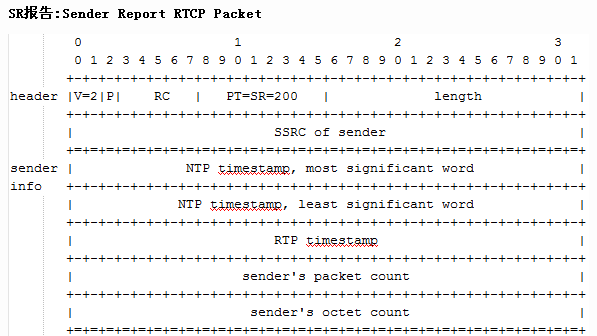 SR报告:Sender Report RTCP Packet
0                   1                   2                   3
0 1 2 3 4 5 6 7 8 9 0 1 2 3 4 5 6 7 8 9 0 1 2 3 4 5 6 7 8 9 0 1
+-+-+-+-+-+-+-+-+-+-+-+-+-+-+-+-+-+-+-+-+-+-+-+-+-+-+-+-+-+-+-+-+
header |V=2|P|    RC   |   PT=SR=200   |             length            |
+-+-+-+-+-+-+-+-+-+-+-+-+-+-+-+-+-+-+-+-+-+-+-+-+-+-+-+-+-+-+-+-+
|                         SSRC of sender                        |
+=+=+=+=+=+=+=+=+=+=+=+=+=+=+=+=+=+=+=+=+=+=+=+=+=+=+=+=+=+=+=+=+
sender |              NTP timestamp, most significant word             |
info   +-+-+-+-+-+-+-+-+-+-+-+-+-+-+-+-+-+-+-+-+-+-+-+-+-+-+-+-+-+-+-+-+
|             NTP timestamp, least significant word             |
+-+-+-+-+-+-+-+-+-+-+-+-+-+-+-+-+-+-+-+-+-+-+-+-+-+-+-+-+-+-+-+-+
|                         RTP timestamp                         |
+-+-+-+-+-+-+-+-+-+-+-+-+-+-+-+-+-+-+-+-+-+-+-+-+-+-+-+-+-+-+-+-+
|                     sender's packet count                     |
+-+-+-+-+-+-+-+-+-+-+-+-+-+-+-+-+-+-+-+-+-+-+-+-+-+-+-+-+-+-+-+-+
|                      sender's octet count                     |
+=+=+=+=+=+=+=+=+=+=+=+=+=+=+=+=+=+=+=+=+=+=+=+=+=+=+=+=+=+=+=+=+